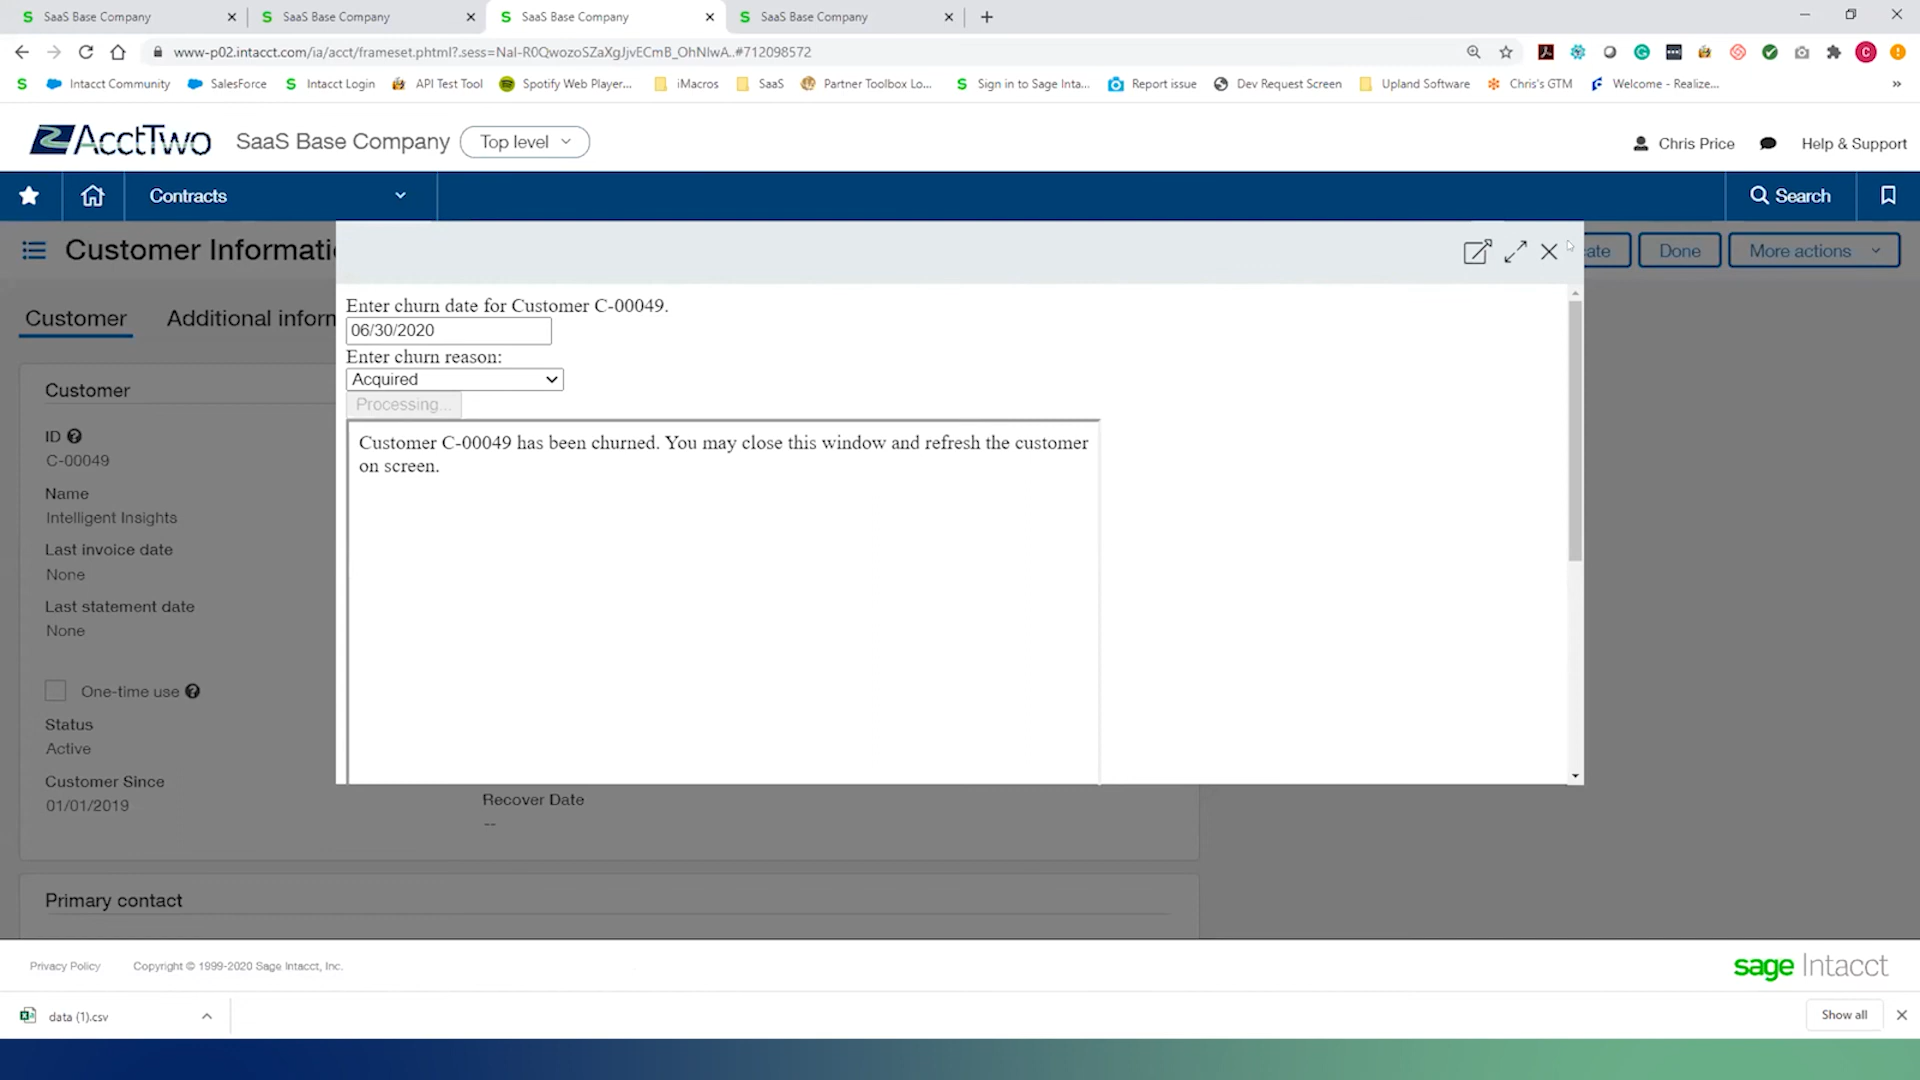 SaaS Base Company
SaaS Base Company
SaaS Base Company
SaaS Base Company
www-p02.intacct.com/ia/acct/frameset.phtml?.sess=NaI-R0QwozoSZaXgJjvECmB_OhNIwA..#712098572
Intacct Community
SalesForce
Intacct Login
API Test Tool
Spotify Web Player...
iMacros
SaaS
Partner Toolbox Lo...
Sign in to Sage Inta...
Report issue
Dev Request Screen
Upland Software
Chris's GTM
Welcome - Realize...
»
AcctTwo
SaaS Base Company
Top level
Chris Price
Help & Support
Contracts
Search
Customer Informati
ate
Done
More actions
Customer
Additional inforn
Enter churn date for Customer C-00049.
06/30/2020
Enter churn reason:
Acquired
Processing...
Customer C-00049 has been churned. You may close this window and refresh the customer
on screen.
Customer
ID
C-00049
Name
Intelligent Insights
Last invoice date
None
Last statement date
None
One-time use
Status
Active
Customer Since
01/01/2019
Recover Date
--
Primary contact
Privacy Policy
Copyright © 1999-2020 Sage Intacct, Inc.
sage Intacct
data (1).csv
Show all